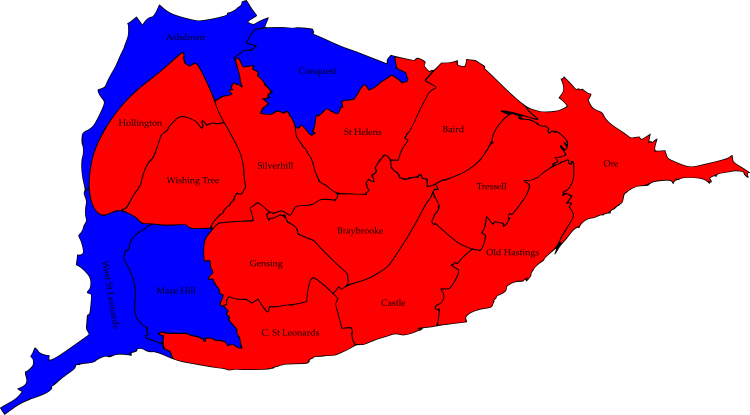 Ashdown
Conquest
Hollington
St Helens
Baird
Silverhill
Ore
Wishing Tree
Tressell
Braybrooke
Old Hastings
Gensing
West St Leonards
Maze Hill
Castle
C. St Leonards